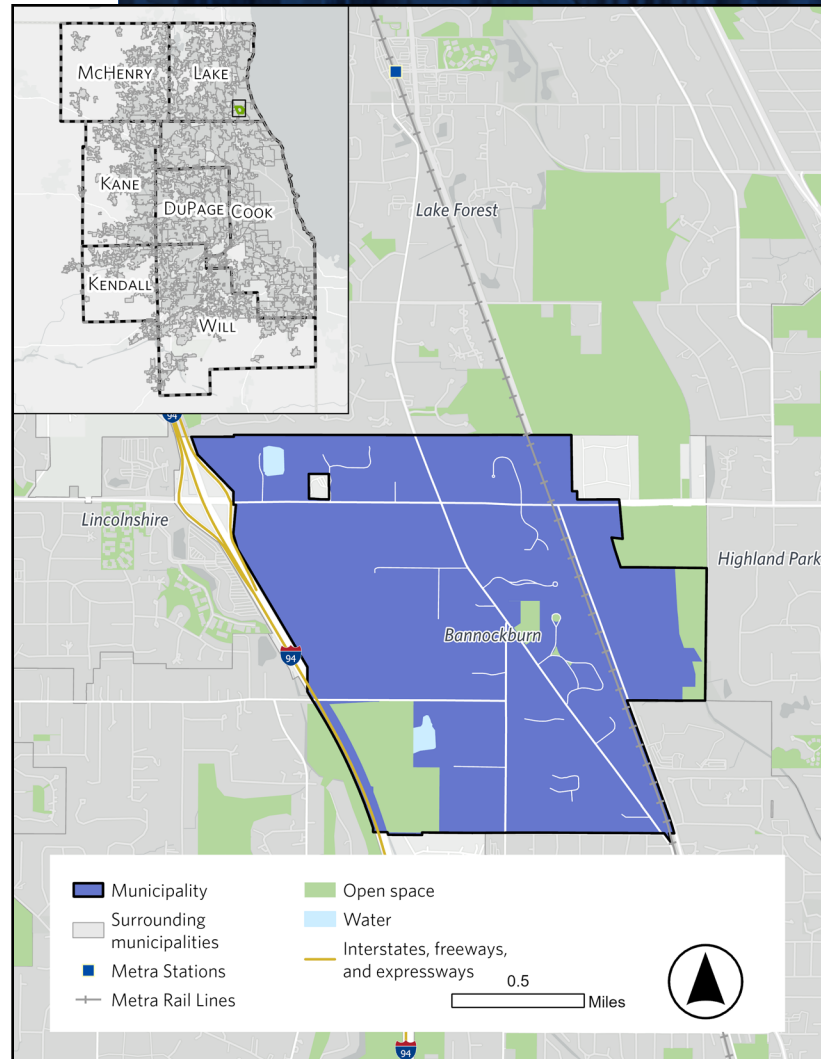 McHenry
Lake
Kane
DuPage
Cook
Kendall
Will
Lake Forest
94
Lincolnshire
Highland Park
Bannockburn
94
Municipality
Surrounding
municipalities
Metra Stations
Metra Rail Lines
Open space
Water
Interstates, freeways,
and expressways
0.5
Miles
94